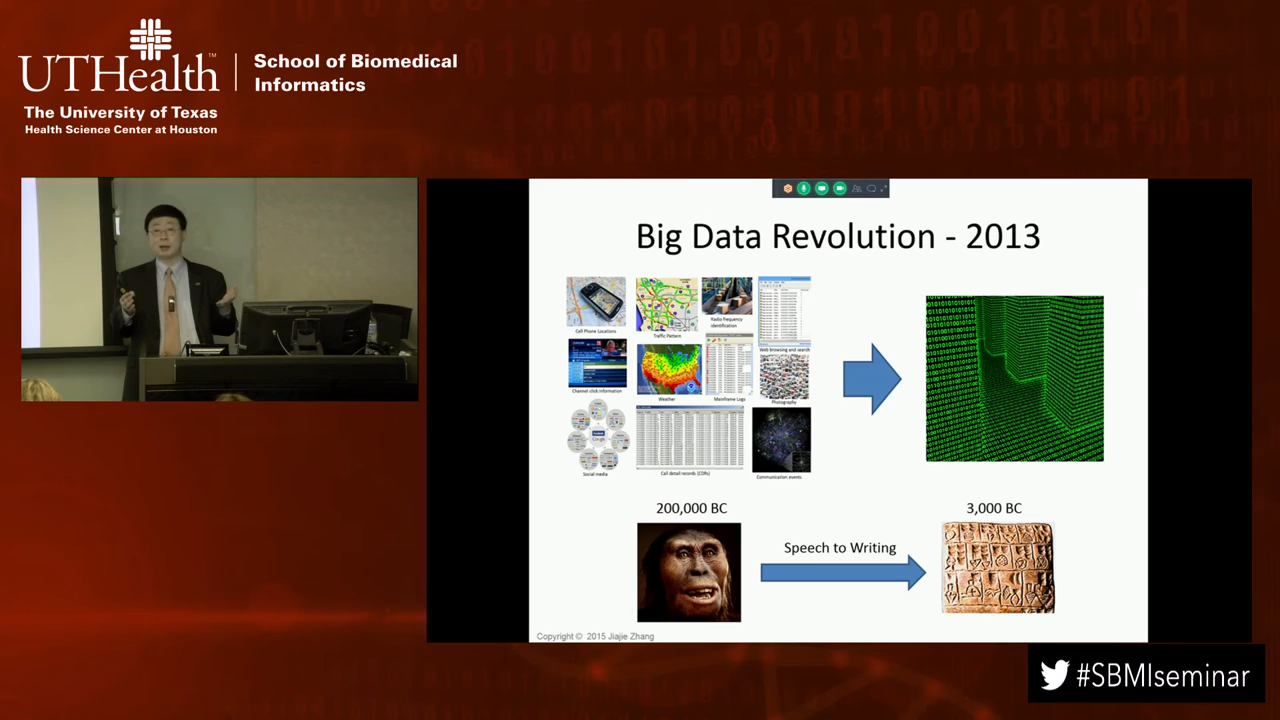 UTHealth™
School of Biomedical
Informatics
The University of Texas
Health Science Center at Houston
Big Data Revolution - 2013
Cell Phone Locations
Traffic Pattern
Radio frequency
identification
Web browsing and search
Channel click information
Weather
Mainframe Logs
Photography
Social media
Call detail records (CDRs)
Communication events
200,000 BC
3,000 BC
Speech to Writing
Copyright © 2015 Jiajie Zhang
#SBMIseminar